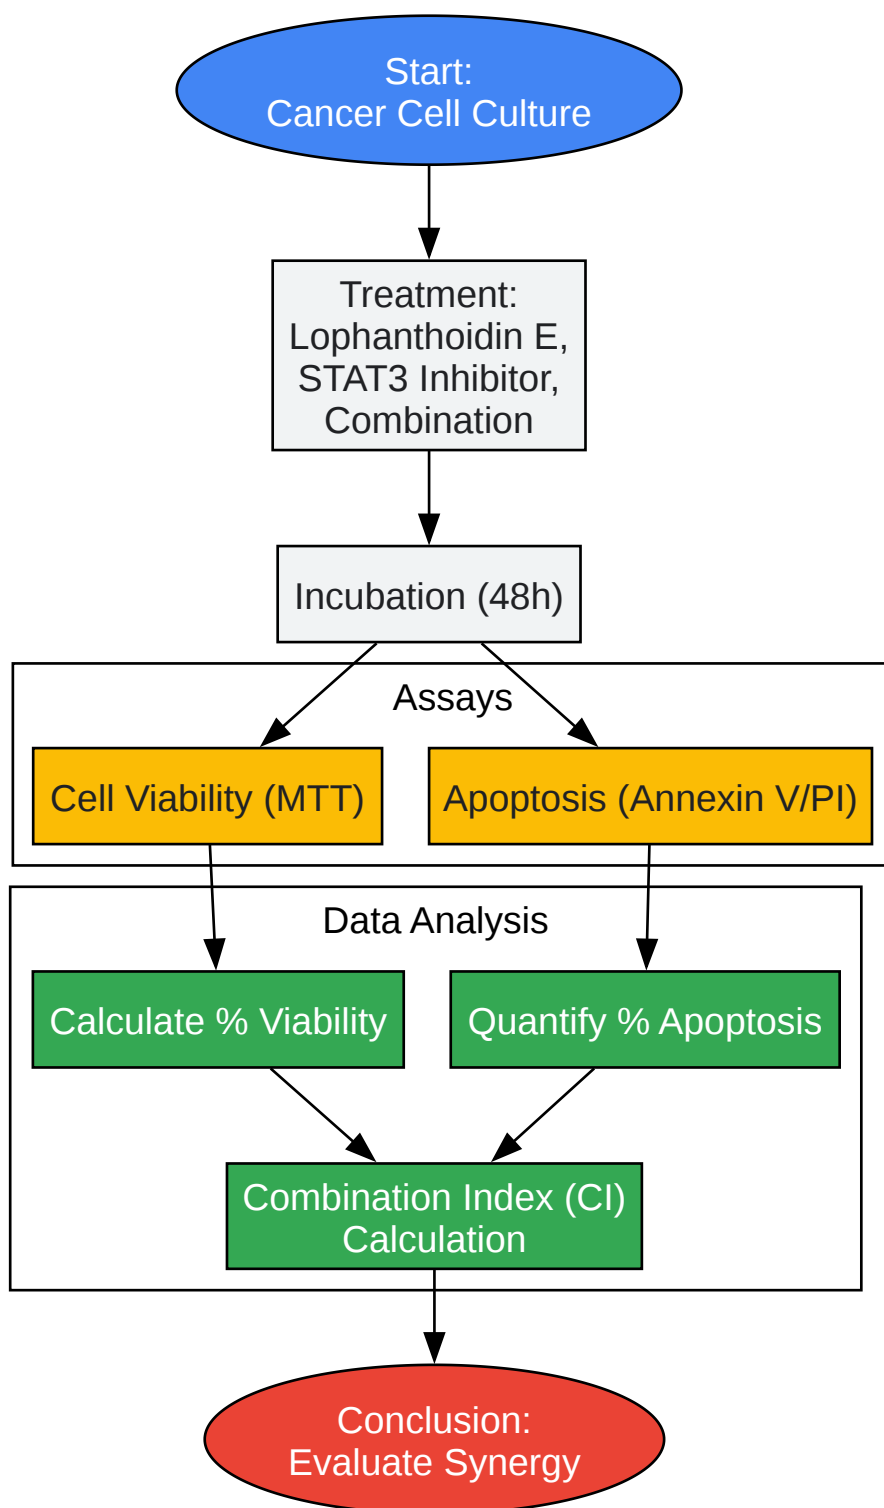 Start:
Cancer Cell Culture
Treatment:
Lophanthoidin E,
STAT3 Inhibitor,
Combination
Incubation (48h)
Assays
Cell Viability (MTT)
Apoptosis (Annexin V/PI)
Data Analysis
Calculate % Viability
Quantify % Apoptosis
Combination Index (CI)
Calculation
Conclusion:
Evaluate Synergy